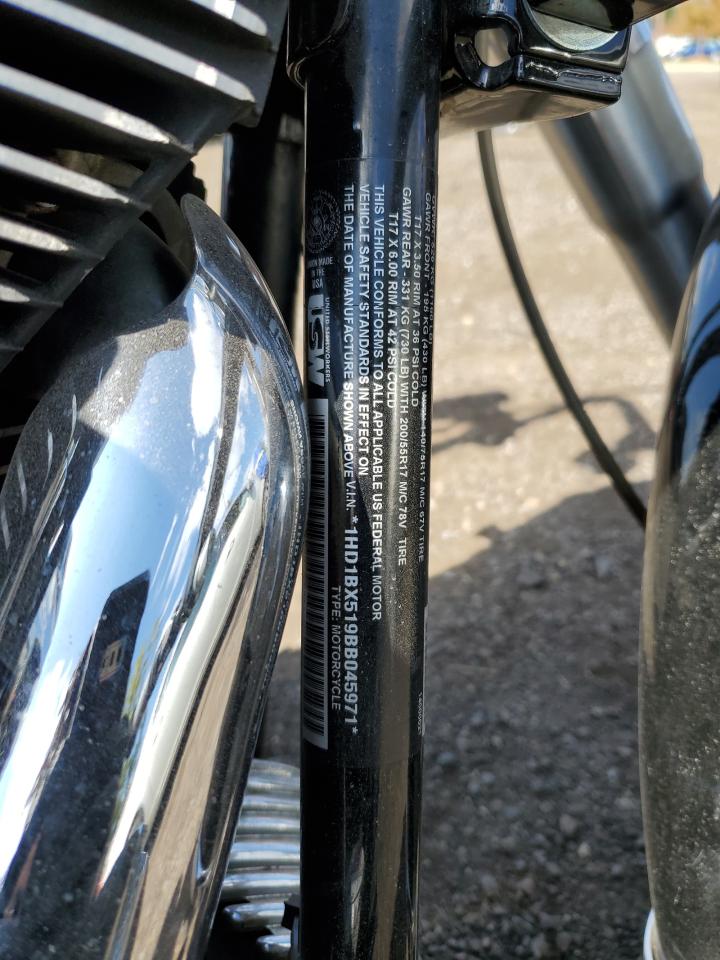 GAWR FRONT - 195 KG (430 LB) WITH 140/75R17 M/C 67V TIRE
T17 X 3.50 RIM AT 36 PSI COLD
GAWR REAR - 331 KG (730 LB) WITH 200/55R17 M/C 78V TIRE
T17 X 6.00 RIM AT 42 PSI COLD
THIS VEHICLE CONFORMS TO ALL APPLICABLE US FEDERAL MOTOR
VEHICLE SAFETY STANDARDS IN EFFECT ON
THE DATE OF MANUFACTURE SHOWN ABOVE V.I.N. *1HD1BX519BB045971*
TYPE: MOTORCYCLE
UNION MADE
IN THE
USA
UNITED STEELWORKERS
USW